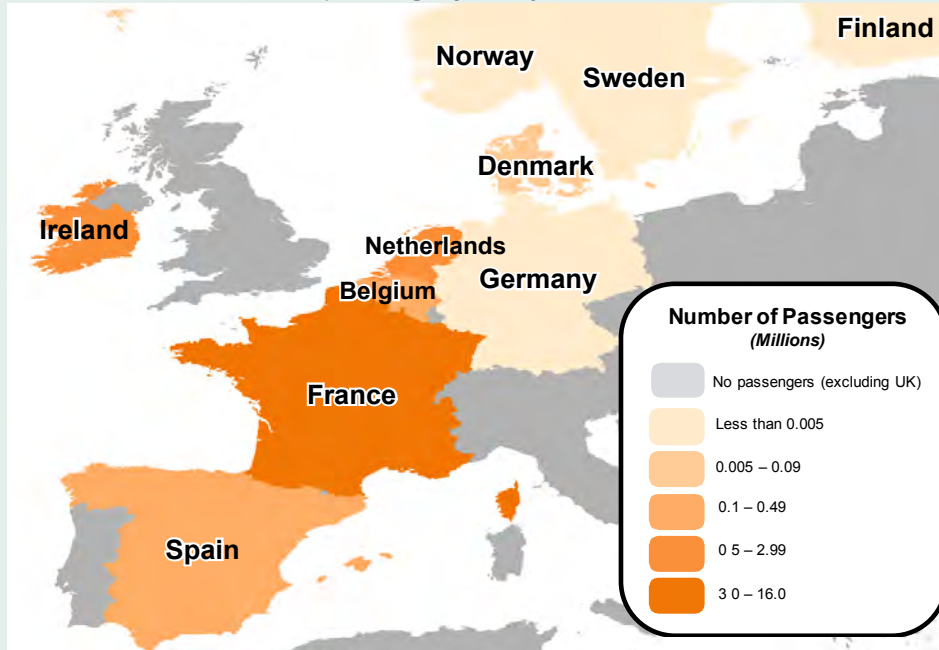 Finland
Norway
Sweden
Denmark
Ireland
Netherlands
Belgium
Germany
France
Spain
Number of Passengers
(Millions)
No passengers (excluding UK)
Less than 0.005
0.005 – 0.09
0.1 – 0.49
0 5 – 2.99
3 0 – 16.0